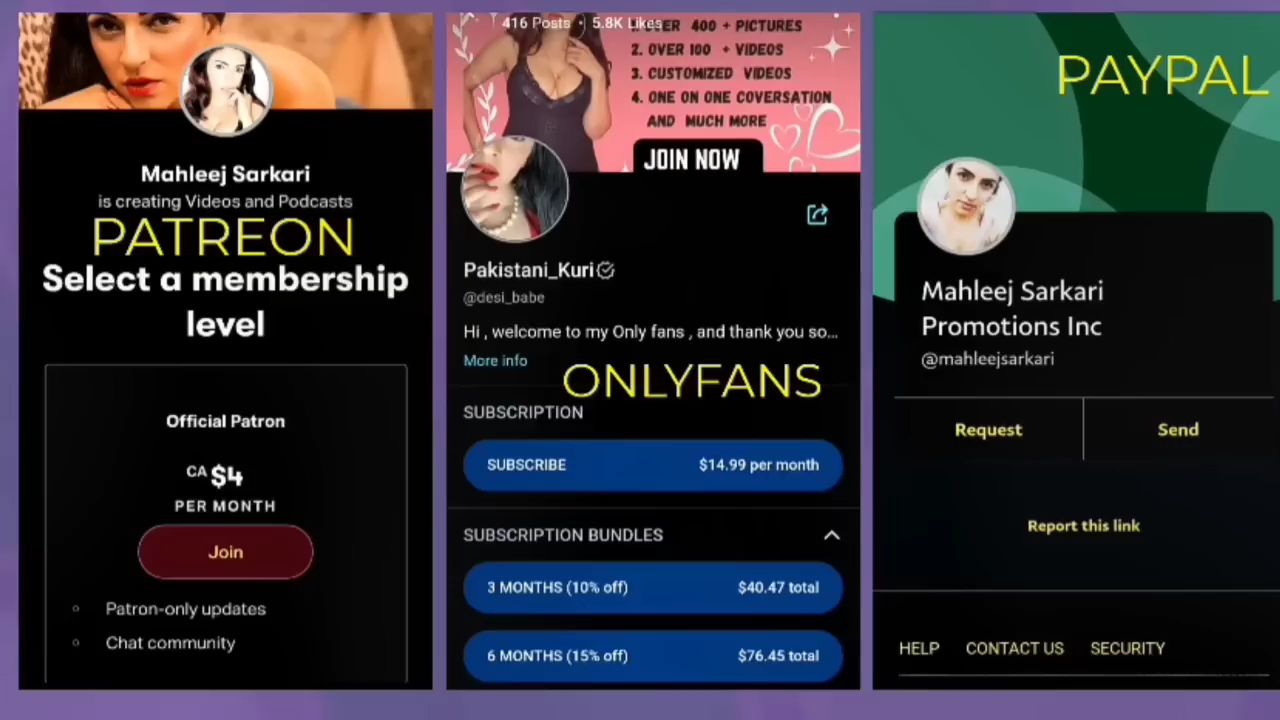 Mahleej Sarkari
is creating Videos and Podcasts
PATREON
Select a membership
level
Official Patron
CA $4
PER MONTH
Join
Patron-only updates
Chat community
416 Posts • 5.8K Likes
1. OVER 400 + PICTURES
2. OVER 100 + VIDEOS
3. CUSTOMIZED VIDEOS
4. ONE ON ONE COVERSATION
AND MUCH MORE
JOIN NOW
Pakistani_Kuri
@desi_babe
Hi , welcome to my Only fans , and thank you so...
More info
ONLYFANS
SUBSCRIPTION
SUBSCRIBE $14.99 per month
SUBSCRIPTION BUNDLES
3 MONTHS (10% off) $40.47 total
6 MONTHS (15% off) $76.45 total
PAYPAL
Mahleej Sarkari
Promotions Inc
@mahleejsarkari
Request Send
Report this link
HELP CONTACT US SECURITY